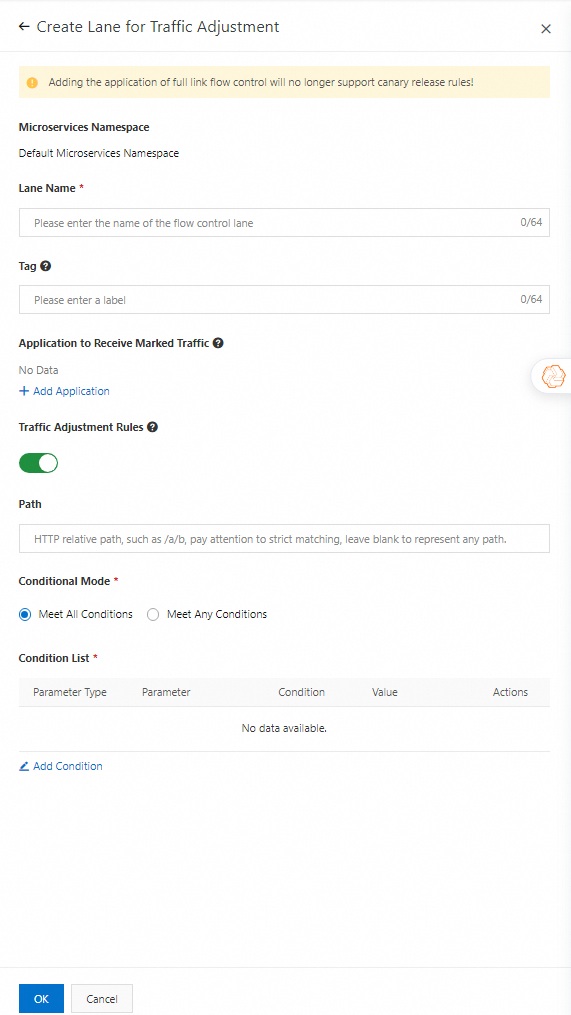 Create Lane for Traffic Adjustment
Adding the application of full link flow control will no longer support canary release rules!
Microservices Namespace
Default Microservices Namespace
Lane Name *
Please enter the name of the flow control lane 0/64
Tag
Please enter a label 0/64
Application to Receive Marked Traffic
No Data
+ Add Application
Traffic Adjustment Rules
Path
HTTP relative path, such as /a/b, pay attention to strict matching, leave blank to represent any path.
Conditional Mode *
Meet All Conditions Meet Any Conditions
Condition List *
Parameter Type Parameter Condition Value Actions
No data available.
Add Condition
OK Cancel